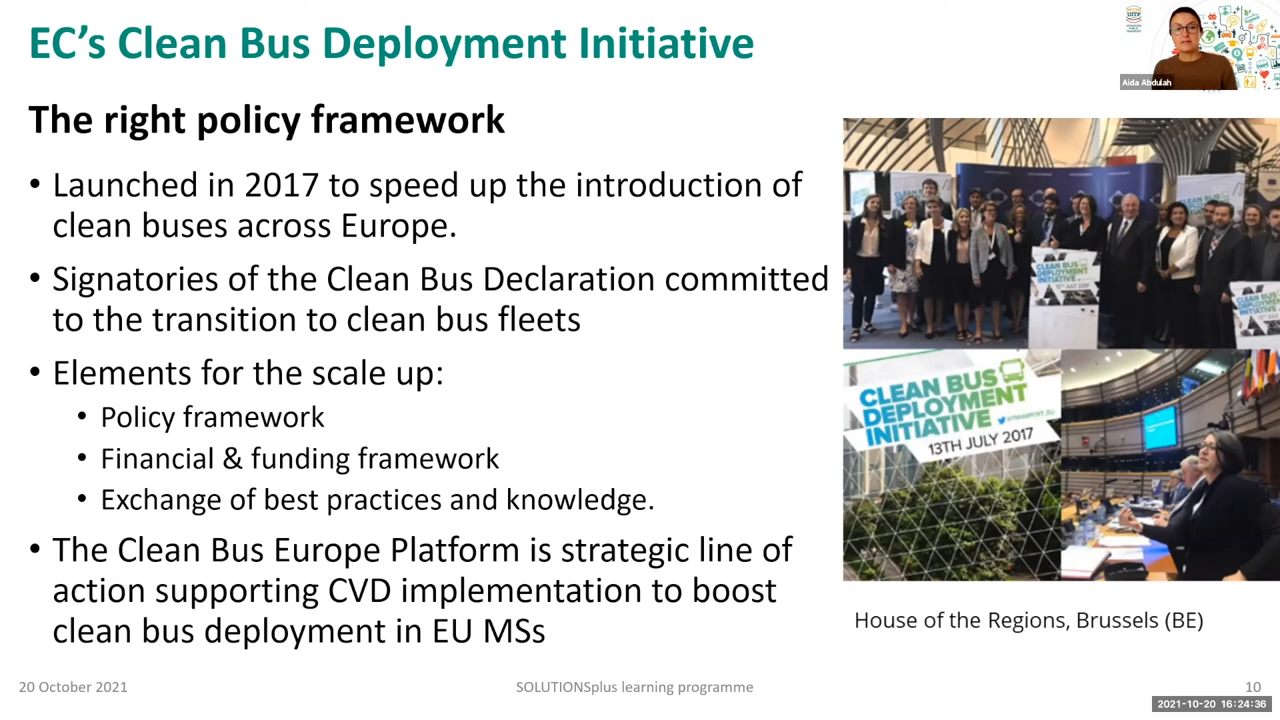 EC’s Clean Bus Deployment Initiative
UITP
Aida Abdulah
The right policy framework
• Launched in 2017 to speed up the introduction of
clean buses across Europe.
• Signatories of the Clean Bus Declaration committed
to the transition to clean bus fleets
• Elements for the scale up:
• Policy framework
• Financial & funding framework
• Exchange of best practices and knowledge.
• The Clean Bus Europe Platform is strategic line of
action supporting CVD implementation to boost
clean bus deployment in EU MSs
CLEAN BUS
DEPLOYMENT
INITIATIVE
CLEAN BUS
DEPLOYMENT
INITIATIVE
13TH JULY 2017
House of the Regions, Brussels (BE)
20 October 2021
SOLUTIONSplus learning programme
10
2021-10-20 16:24:36